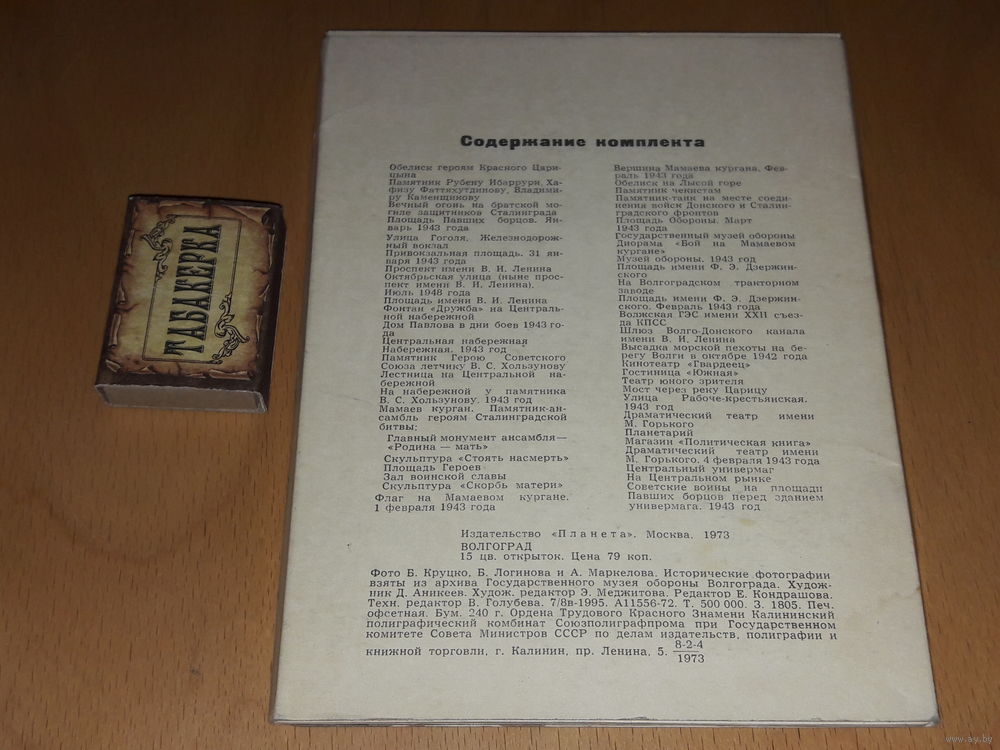 ТАБАКЕРКА
Содержание комплекта
Обелиск героям Красного Цари-
цына
Памятник Рубену Ибаррури, Ха-
физу Фаттяхутдинову, Владими-
ру Каменщикову
Вечный огонь на братской мо-
гиле защитников Сталинграда
Площадь Павших борцов. Ян-
варь 1943 года
Улица Гоголя. Железнодорож-
ный вокзал
Привокзальная площадь. 31 ян-
варя 1943 года
Проспект имени В. И. Ленина
Октябрьская улица (ныне прос-
пект имени В. И. Ленина).
Июль 1948 года
Площадь имени В. И. Ленина
Фонтан «Дружба» на Централь-
ной набережной
Дом Павлова в дни боев 1943 го-
да
Центральная набережная
Набережная. 1943 год
Памятник Герою Советского
Союза летчику В. С. Хользунову
Лестница на Центральной на-
бережной
На набережной у памятника
В. С. Хользунову. 1943 год
Мамаев курган. Памятник-ан-
самбль героям Сталинградской
битвы:
Главный монумент ансамбля—
«Родина — мать»
Скульптура «Стоять насмерть»
Площадь Героев
Зал воинской славы
Скульптура «Скорбь матери»
Флаг на Мамаевом кургане.
1 февраля 1943 года
Вершина Мамаева кургана. Фев-
раль 1943 года
Обелиск на Лысой горе
Памятник чекистам
Памятник-танк на месте соеди-
нения войск Донского и Сталин-
градского фронтов
Площадь Обороны. Март
1943 года
Государственный музей обороны
Диорама «Бой на Мамаевом
кургане»
Музей обороны. 1943 год
Площадь имени Ф. Э. Дзержин-
ского
На Волгоградском тракторном
заводе
Площадь имени Ф. Э. Дзержин-
ского. Февраль 1943 года
Волжская ГЭС имени XXII съез-
да КПСС
Шлюз Волго-Донского канала
имени В. И. Ленина
Высадка морской пехоты на бе-
регу Волги в октябре 1942 года
Кинотеатр «Гвардеец»
Гостиница «Южная»
Театр юного зрителя
Мост через реку Царицу
Улица Рабоче-крестьянская.
1943 год
Драматический театр имени
М. Горького
Планетарий
Магазин «Политическая книга»
Драматический театр имени
М. Горького. 4 февраля 1943 года
Центральный универмаг
На Центральном рынке
Советские воины на площади
Павших борцов перед зданием
универмага. 1943 год
Издательство «Планета». Москва. 1973
ВОЛГОГРАД
15 цв. открыток. Цена 79 коп.
Фото Б. Круцко, Б. Логинова и А. Маркелова. Исторические фотографии
взяты из архива Государственного музея обороны Волгограда. Худож-
ник Д. Аникеев. Худож. редактор Э. Меджитова. Редактор Е. Кондрашова.
Техн. редактор В. Голубева. 7/8в-1995. А11556-72. Т. 500 000. З. 1805. Печ.
офсетная. Бум. 240 г. Ордена Трудового Красного Знамени Калининский
полиграфический комбинат Союзполиграфпрома при Государственном
комитете Совета Министров СССР по делам издательств, полиграфии и
книжной торговли, г. Калинин, пр. Ленина, 5. 8-2-4
1973
www.ay.by